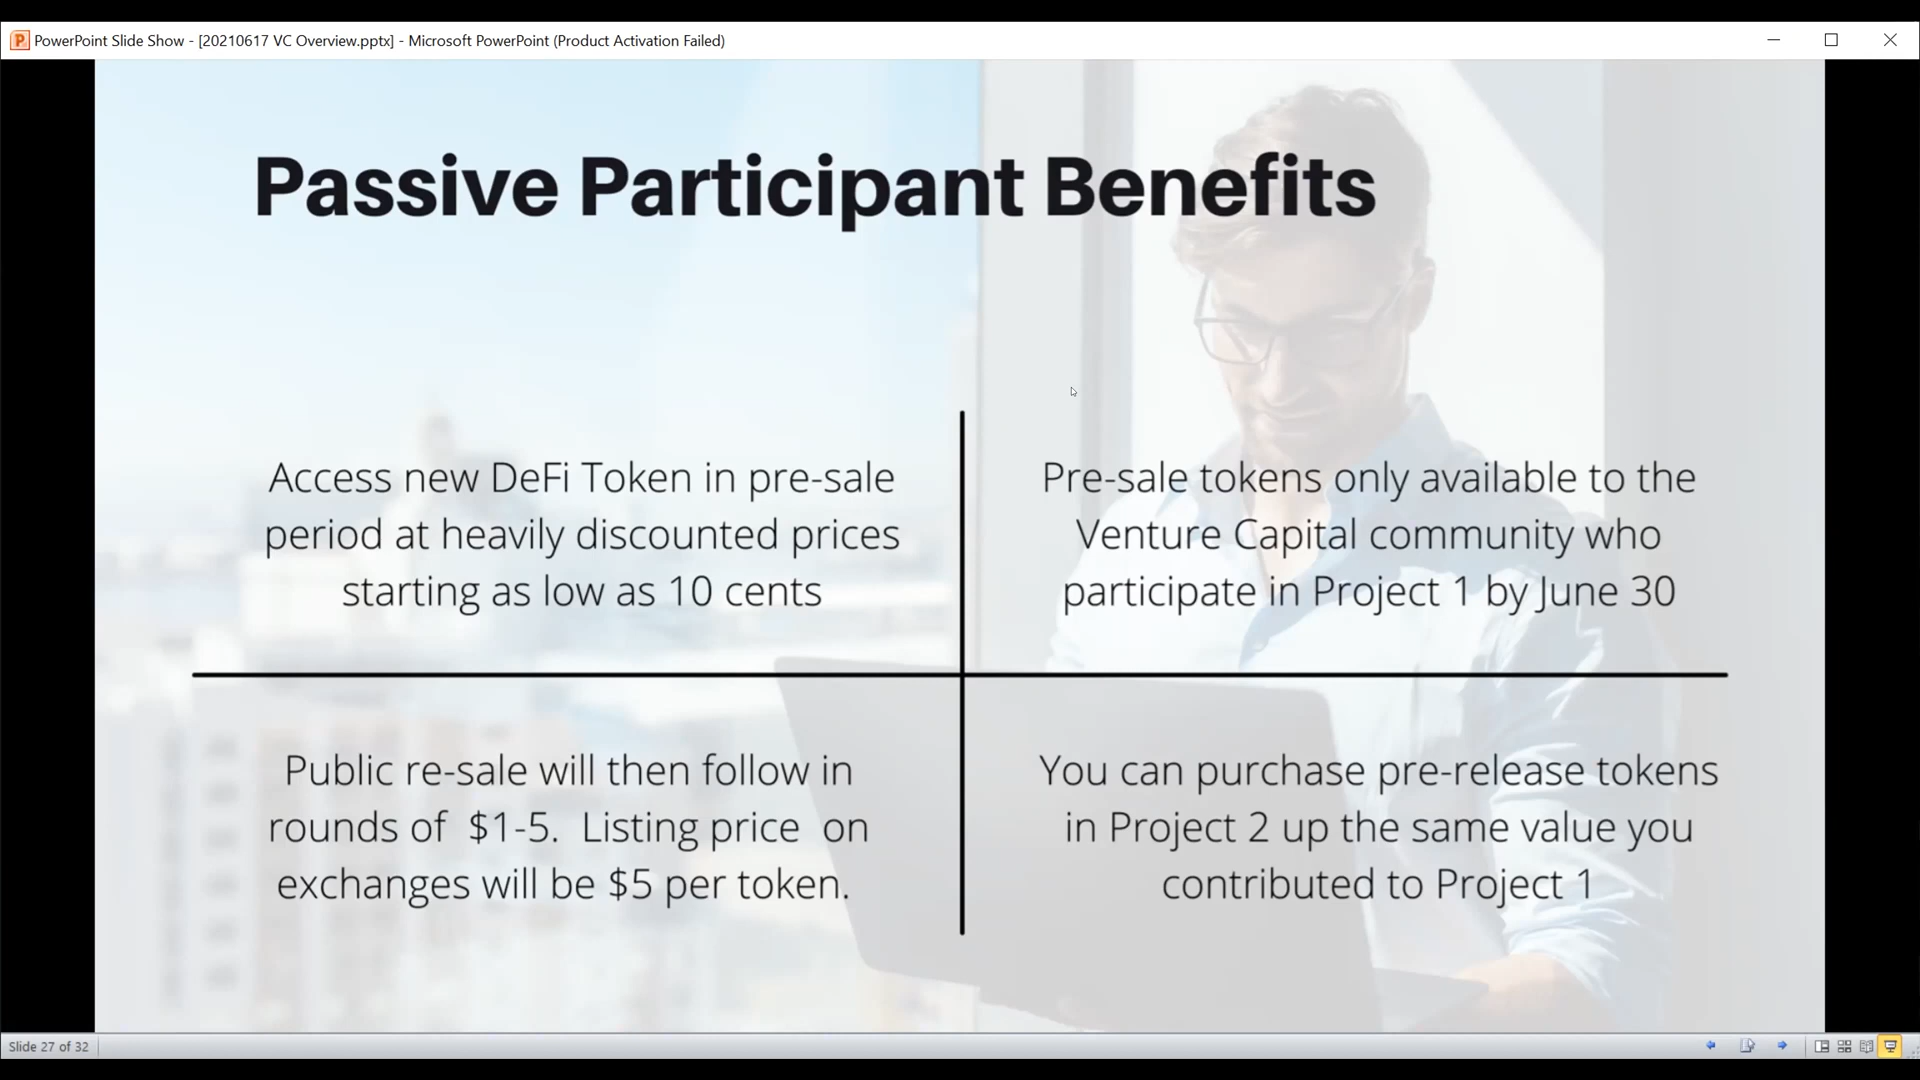 PowerPoint Slide Show - [20210617 VC Overview.pptx] - Microsoft PowerPoint (Product Activation Failed)
Passive Participant Benefits
Access new DeFi Token in pre-sale
period at heavily discounted prices
starting as low as 10 cents
Pre-sale tokens only available to the
Venture Capital community who
participate in Project 1 by June 30
Public re-sale will then follow in
rounds of $1-5. Listing price on
exchanges will be $5 per token.
You can purchase pre-release tokens
in Project 2 up the same value you
contributed to Project 1
Slide 27 of 32